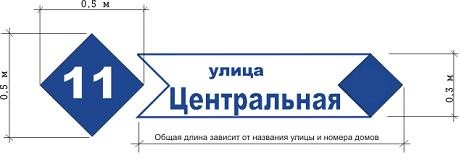 0,5 м
0,5 м
11
улица
Центральная
0,3 м
Общая длина зависит от названия улицы и номера домов